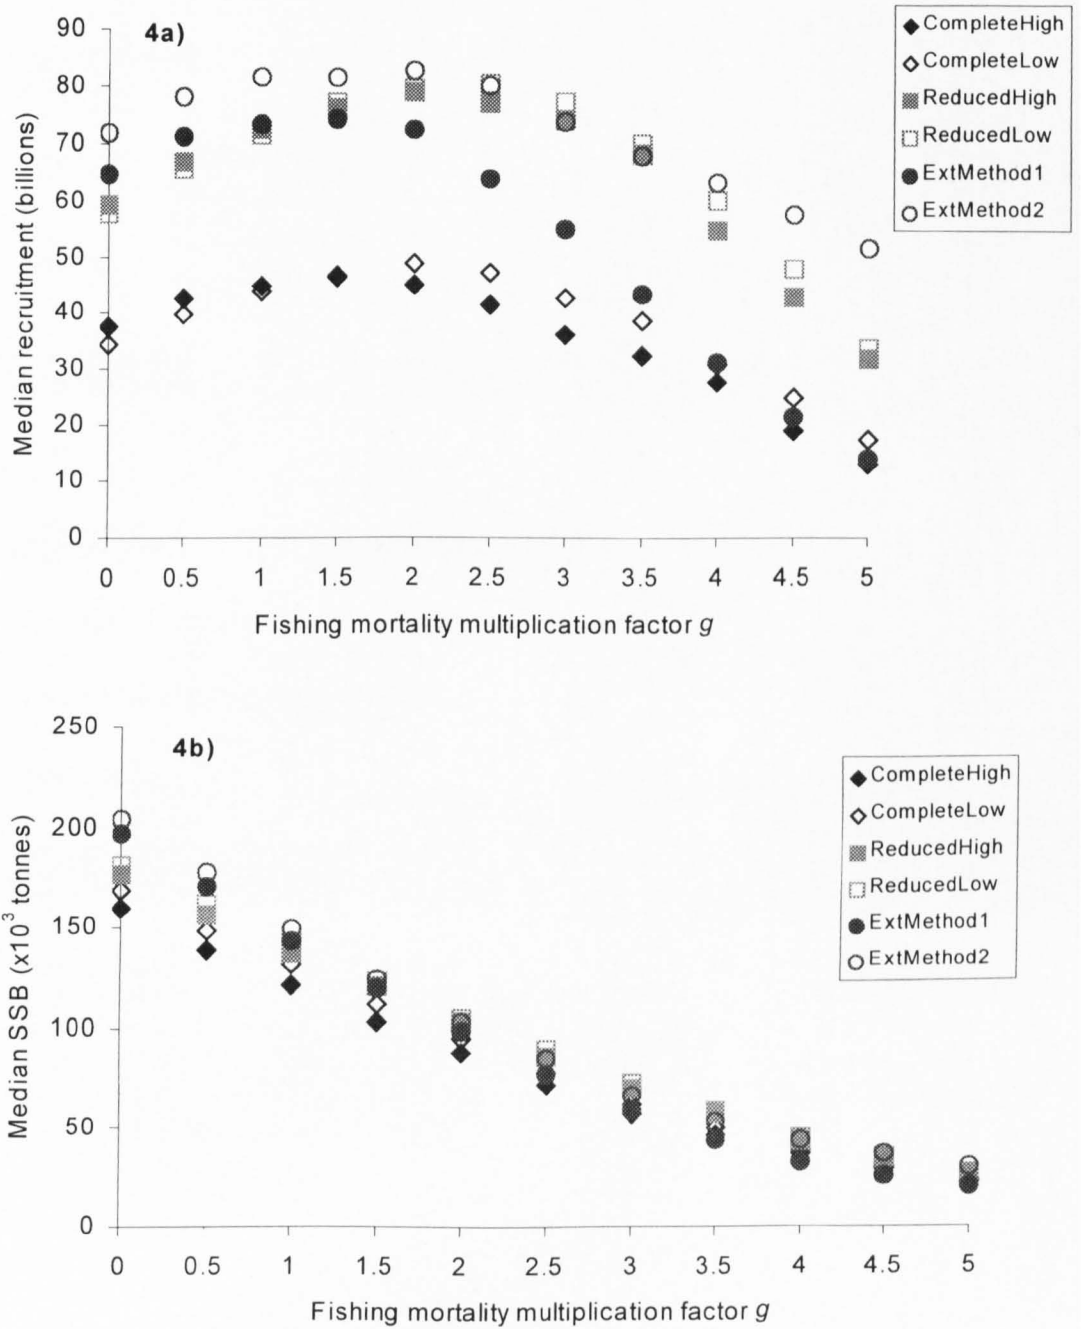 4a)
Median recruitment (billions)
90
80
70
60
50
40
30
20
10
0
0 0.5 1 1.5 2 2.5 3 3.5 4 4.5 5
Fishing mortality multiplication factor g
CompleteHigh
CompleteLow
ReducedHigh
ReducedLow
ExtMethod1
ExtMethod2
4b)
Median SSB (x10³ tonnes)
250
200
150
100
50
0
0 0.5 1 1.5 2 2.5 3 3.5 4 4.5 5
Fishing mortality multiplication factor g
CompleteHigh
CompleteLow
ReducedHigh
ReducedLow
ExtMethod1
ExtMethod2